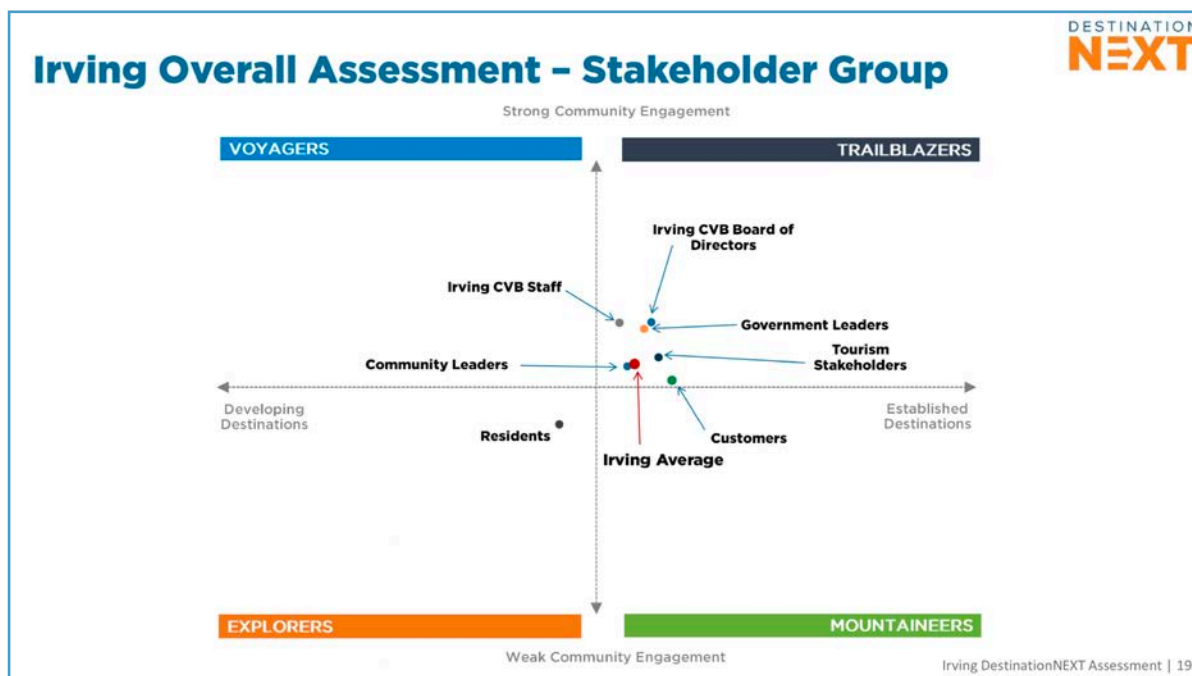 DESTINATION
NEXT
Irving Overall Assessment – Stakeholder Group
Strong Community Engagement
VOYAGERS
TRAILBLAZERS
Irving CVB Board of
Directors
Irving CVB Staff
Government Leaders
Tourism
Stakeholders
Community Leaders
Developing
Destinations
Established
Destinations
Residents
Customers
Irving Average
EXPLORERS
MOUNTAINEERS
Weak Community Engagement
Irving DestinationNEXT Assessment | 19